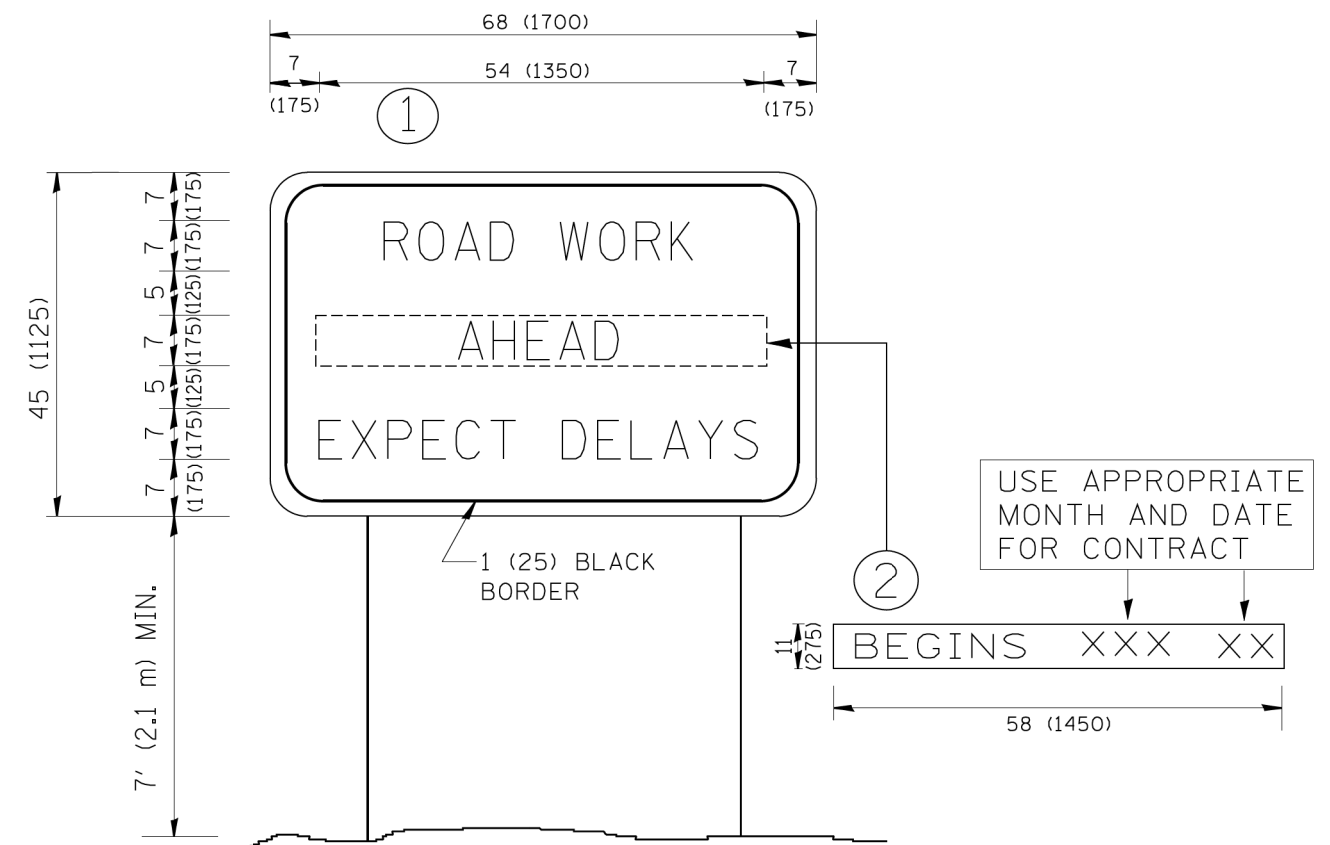 68 (1700)
7
54 (1350)
7
(175)
(175)
1
7 (175)
7 (175)
5 (125)
7 (175)
5 (125)
7 (175)
7 (175)
45 (1125)
ROAD WORK
AHEAD
EXPECT DELAYS
1 (25) BLACK
BORDER
7' (2.1 m) MIN.
USE APPROPRIATE
MONTH AND DATE
FOR CONTRACT
2
11
(275)
BEGINS XXX XX
58 (1450)